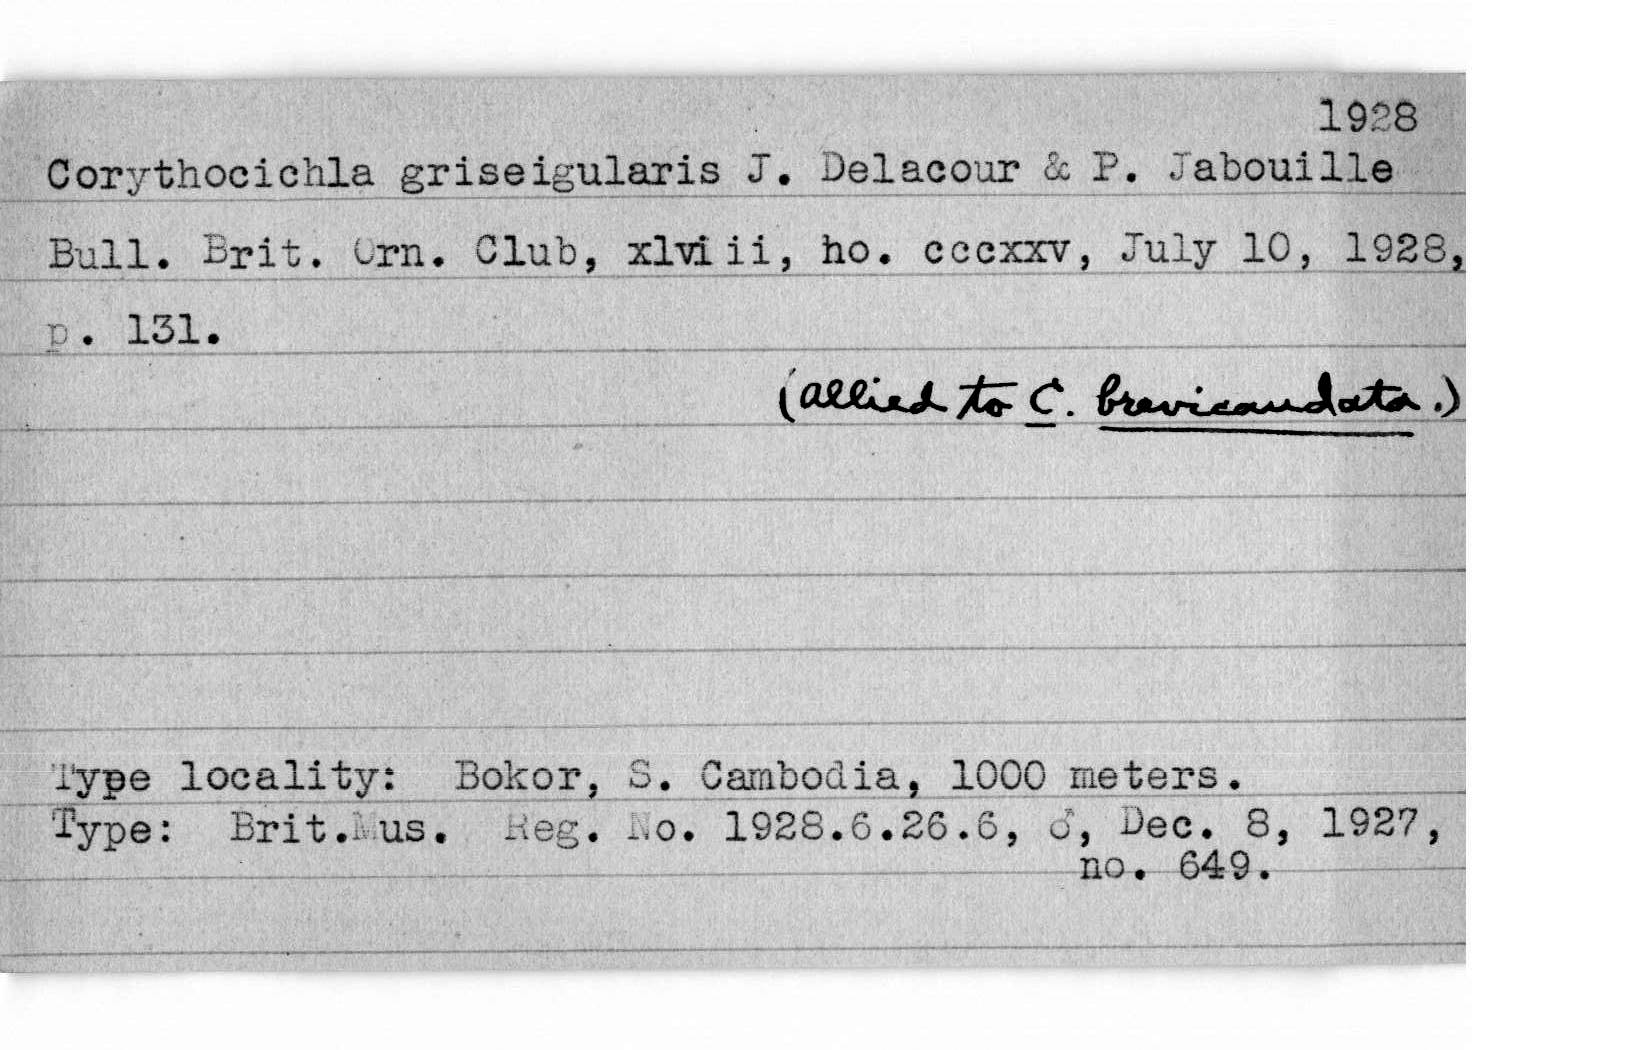 1928
Corythocichla griseigularis J. Delacour & P. Jabouille
Bull. Brit. Orn. Club, xlviii, ho. cccxxv, July 10, 1928,
p. 131.
(allied to C. brevicaudata.)
Type locality: Bokor, S. Cambodia, 1000 meters.
Type: Brit.Mus. Reg. No. 1928.6.26.6, ♂, Dec. 8, 1927,
no. 649.